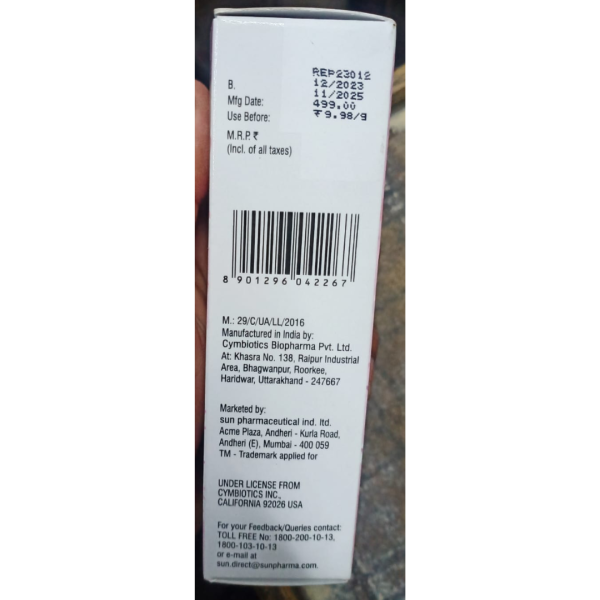 B. REP23012
Mfg Date: 12/2023
Use Before: 11/2025
M.R.P. ₹ 499.00
(Incl. of all taxes) ₹9.98/g
8 901296 042267
M.: 29/C/UA/LL/2016
Manufactured in India by:
Cymbiotics Biopharma Pvt. Ltd.
At: Khasra No. 138, Raipur Industrial
Area, Bhagwanpur, Roorkee,
Haridwar, Uttarakhand - 247667
Marketed by:
sun pharmaceutical ind. ltd.
Acme Plaza, Andheri - Kurla Road,
Andheri (E), Mumbai - 400 059
TM - Trademark applied for
UNDER LICENSE FROM
CYMBIOTICS INC.,
CALIFORNIA 92026 USA
For your Feedback/Queries contact:
TOLL FREE No: 1800-200-10-13,
1800-103-10-13
or e-mail at
sun.direct@sunpharma.com.